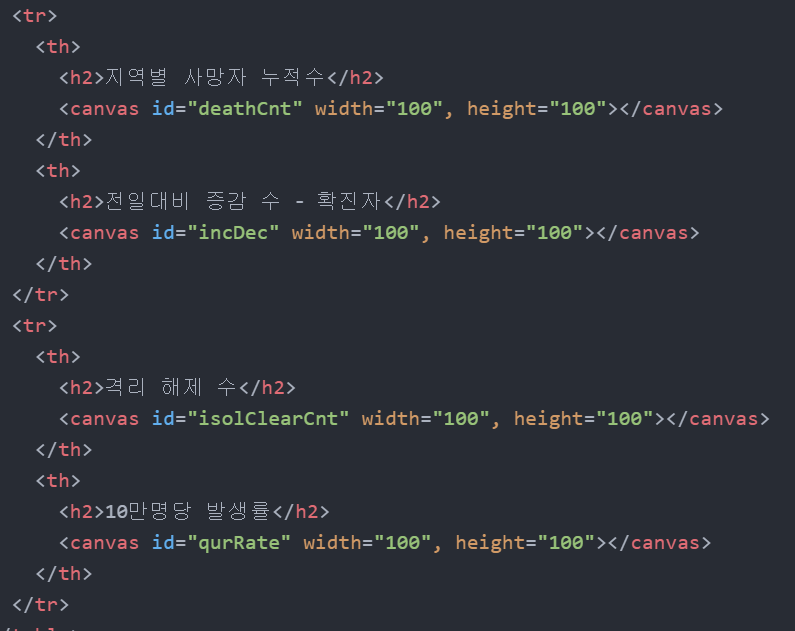 <tr>
<th>
<h2>지역별 사망자 누적수</h2>
<canvas id="deathCnt" width="100", height="100"></canvas>
</th>
<th>
<h2>전일대비 증감 수 - 확진자</h2>
<canvas id="incDec" width="100", height="100"></canvas>
</th>
</tr>
<tr>
<th>
<h2>격리 해제 수</h2>
<canvas id="isolClearCnt" width="100", height="100"></canvas>
</th>
<th>
<h2>10만명당 발생률</h2>
<canvas id="qurRate" width="100", height="100"></canvas>
</th>
</tr>